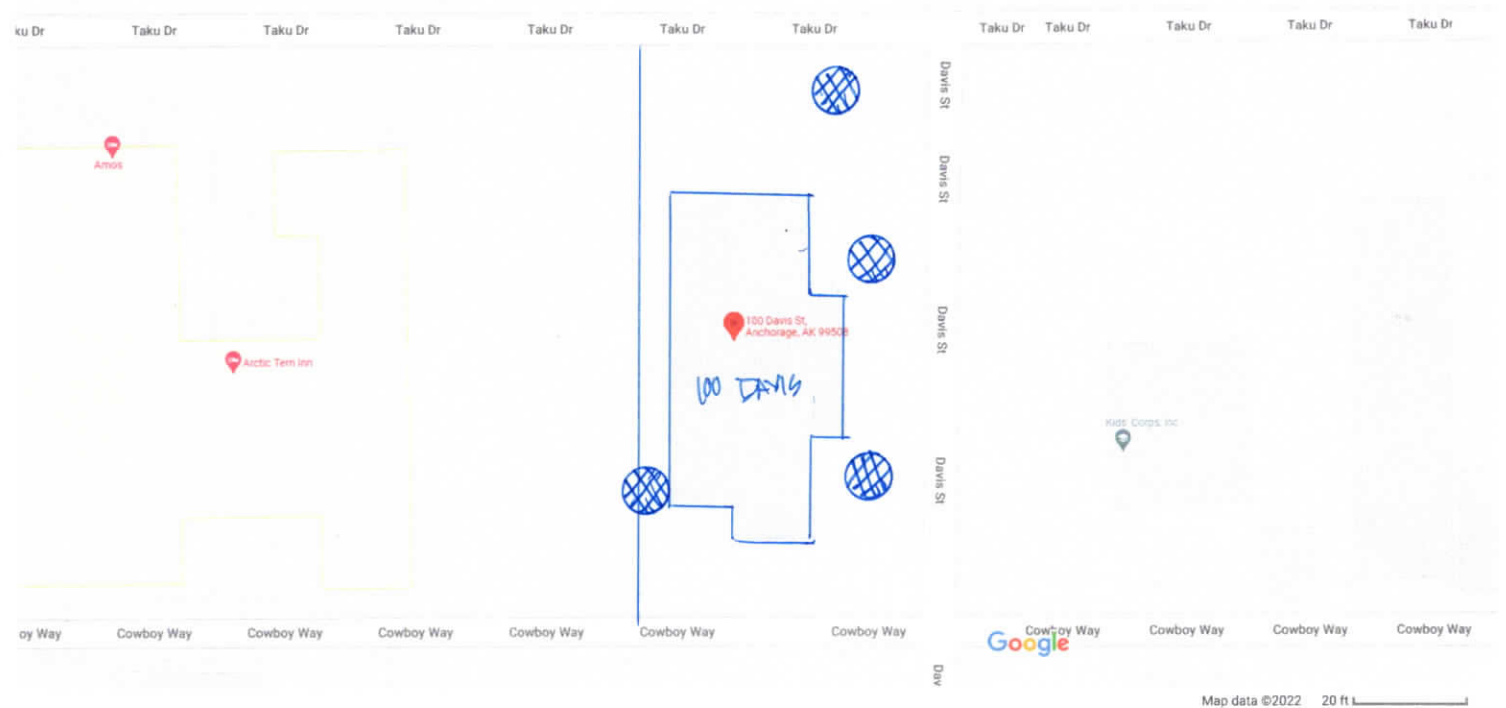 ku Dr Taku Dr Taku Dr Taku Dr Taku Dr Taku Dr Taku Dr Taku Dr Taku Dr Taku Dr Taku Dr Taku Dr
Davis St
Amos
Davis St
100 Davis St,
Anchorage, AK 99508
Davis St
Arctic Tern Inn
100 DAVIS
Kids' Corps, Inc
Davis St
oy Way Cowboy Way Cowboy Way Cowboy Way Cowboy Way Cowboy Way Cowboy Way Cowboy Way Cowboy Way Cowboy Way Cowboy Way
Google
Dav
Map data ©2022 20 ft